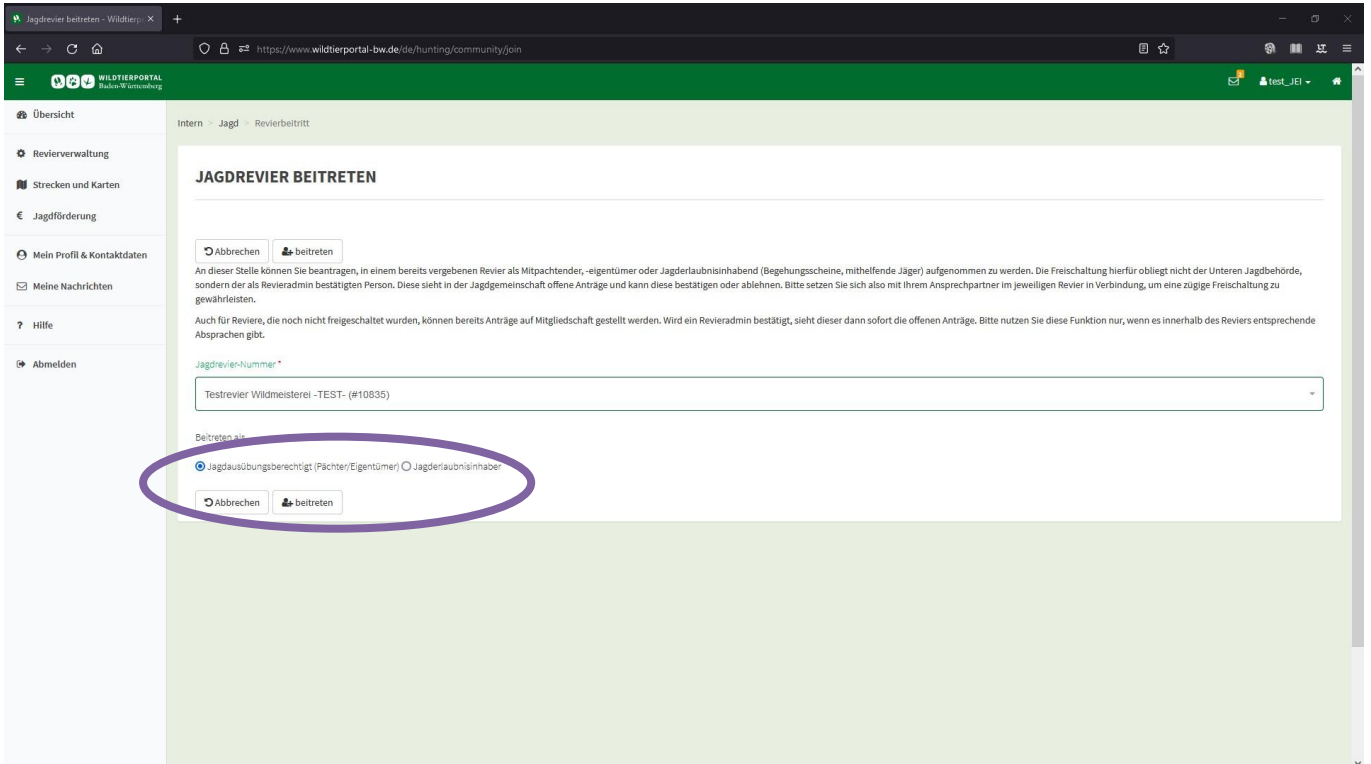 Jagdrevier beitreten - Wildtierp
https://www.wildtierportal-bw.de/de/hunting/community/join
WILDTIERPORTAL
Baden-Württemberg
test_JEI
Übersicht
Intern > Jagd > Revierbeitritt
Revierverwaltung
Strecken und Karten
€ Jagdförderung
Mein Profil & Kontaktdaten
Meine Nachrichten
? Hilfe
Abmelden
JAGDREVIER BEITRETEN
Abbrechen beitreten
An dieser Stelle können Sie beantragen, in einem bereits vergebenen Revier als Mitpachtender, -eigentümer oder Jagderlaubnisinhabend (Begehungsscheine, mithelfende Jäger) aufgenommen zu werden. Die Freischaltung hierfür obliegt nicht der Unteren Jagdbehörde,
sondern der als Revieradmin bestätigten Person. Diese sieht in der Jagdgemeinschaft offene Anträge und kann diese bestätigen oder ablehnen. Bitte setzen Sie sich also mit Ihrem Ansprechpartner im jeweiligen Revier in Verbindung, um eine zügige Freischaltung zu
gewährleisten.
Auch für Reviere, die noch nicht freigeschaltet wurden, können bereits Anträge auf Mitgliedschaft gestellt werden. Wird ein Revieradmin bestätigt, sieht dieser dann sofort die offenen Anträge. Bitte nutzen Sie diese Funktion nur, wenn es innerhalb des Reviers entsprechende
Absprachen gibt.
Jagdrevier-Nummer *
Testrevier Wildmeisterei -TEST- (#10835)
Beitreten als
Jagdausübungsberechtigt (Pächter/Eigentümer) Jagderlaubnisinhaber
Abbrechen beitreten